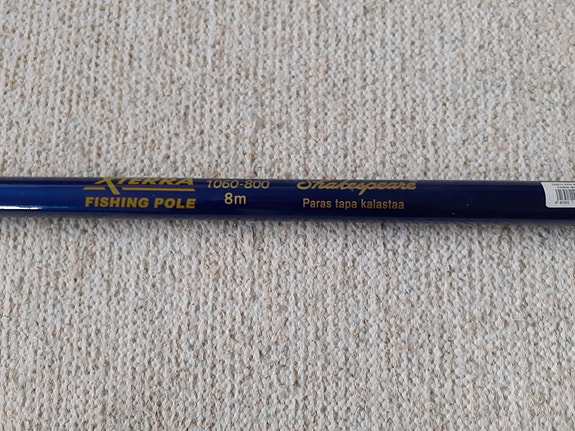 XTERRA 1060-800 Shakespeare
FISHING POLE 8m Paras tapa kalastaa